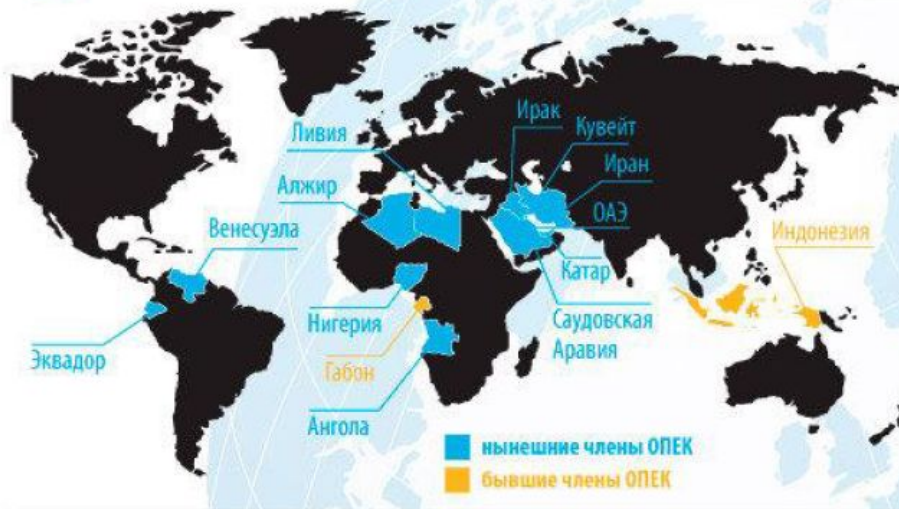 Ирак
Кувейт
Ливия
Иран
Алжир
ОАЭ
Венесуэла
Индонезия
Катар
Нигерия
Саудовская
Аравия
Эквадор
Габон
Ангола
нынешние члены ОПЕК
бывшие члены ОПЕК